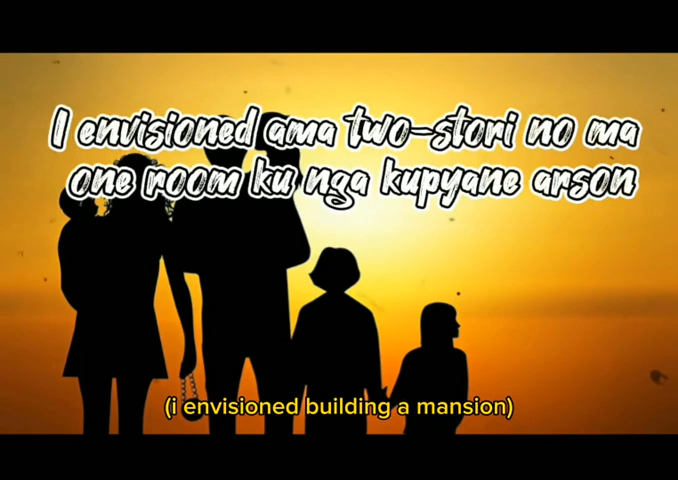 I envisioned ama two-stori no ma
one room ku nga kupyane arson
(i envisioned building a mansion)